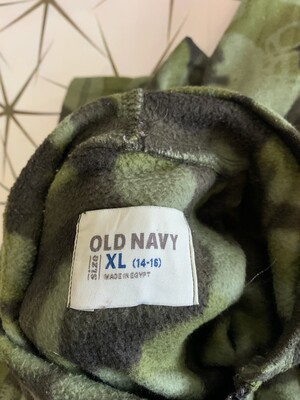 OLD NAVY
SIZE
XL (14-16)
MADE IN EGYPT